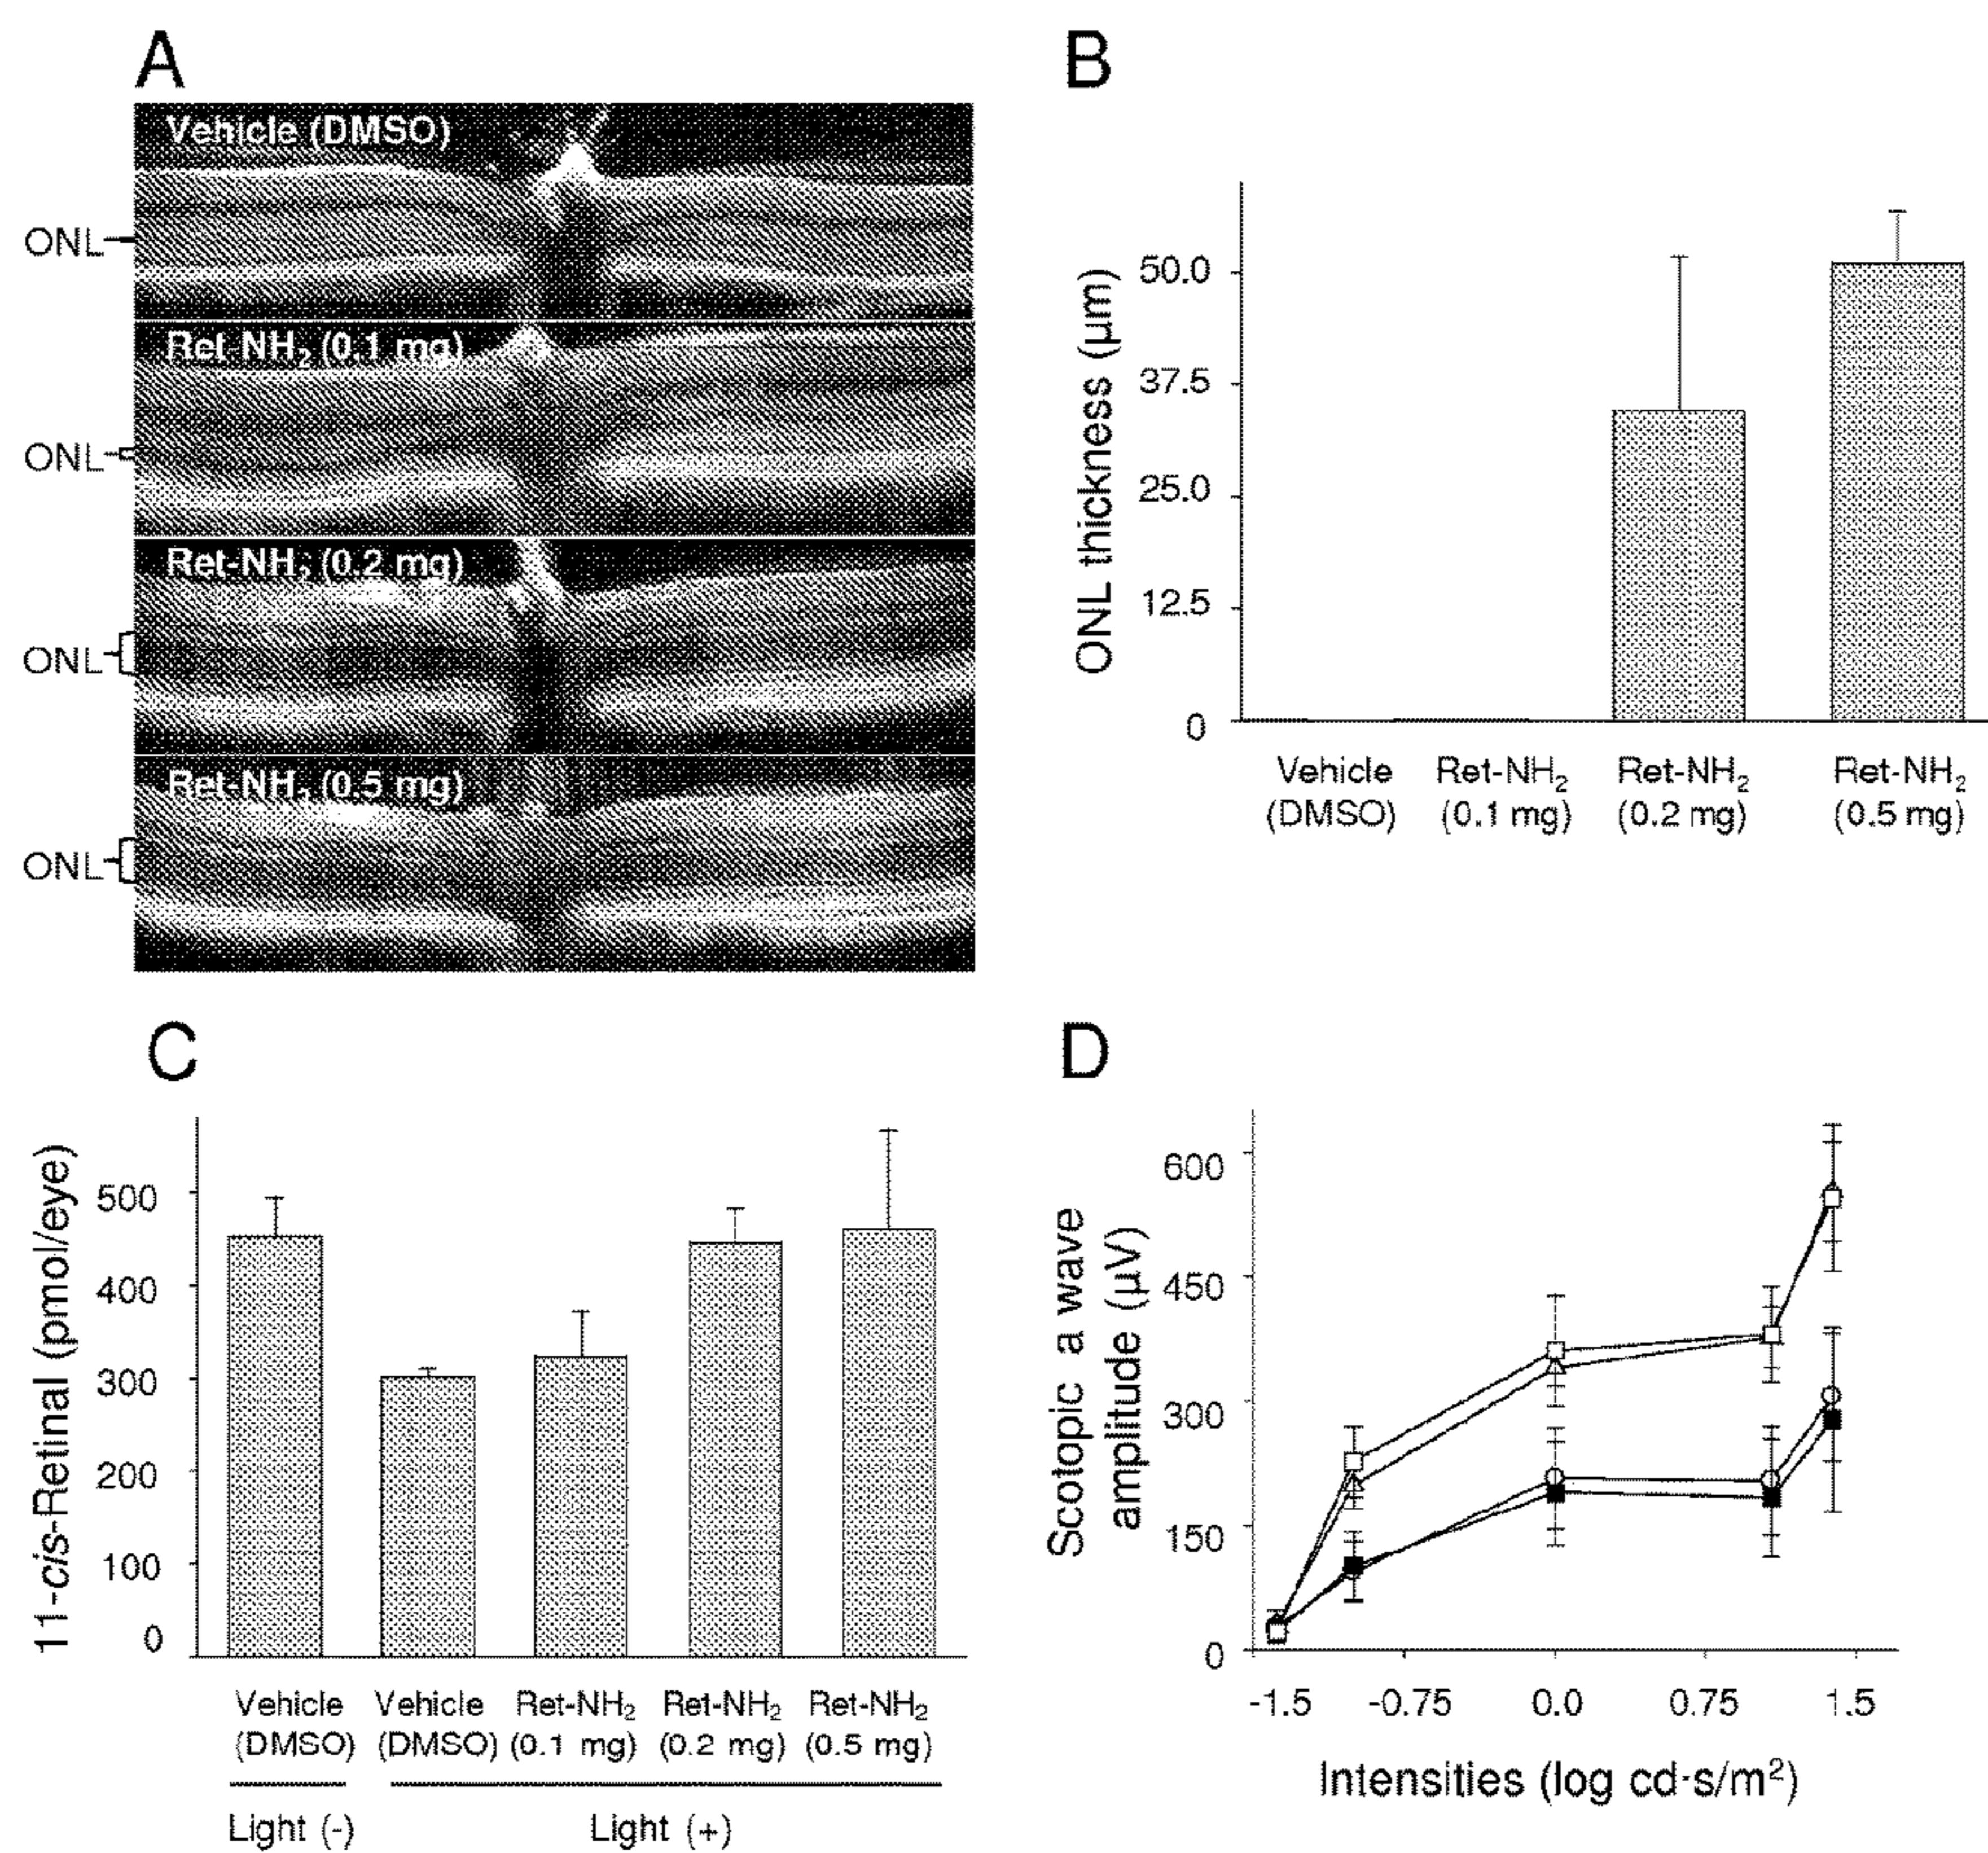 A
Vehicle (DMSO)
ONL
Ret-NH₂ (0.1 mg)
ONL
Ret-NH₂ (0.2 mg)
ONL
Ret-NH₂ (0.5 mg)
ONL
B
ONL thickness (μm)
50.0
37.5
25.0
12.5
0
Vehicle Ret-NH₂ Ret-NH₂ Ret-NH₂
(DMSO) (0.1 mg) (0.2 mg) (0.5 mg)
C
11-cis-Retinal (pmol/eye)
500
400
300
200
100
0
Vehicle Vehicle Ret-NH₂ Ret-NH₂ Ret-NH₂
(DMSO) (DMSO) (0.1 mg) (0.2 mg) (0.5 mg)
Light (-) Light (+)
D
Scotopic a wave
amplitude (μV)
600
450
300
150
0
-1.5 -0.75 0.0 0.75 1.5
Intensities (log cd·s/m²)